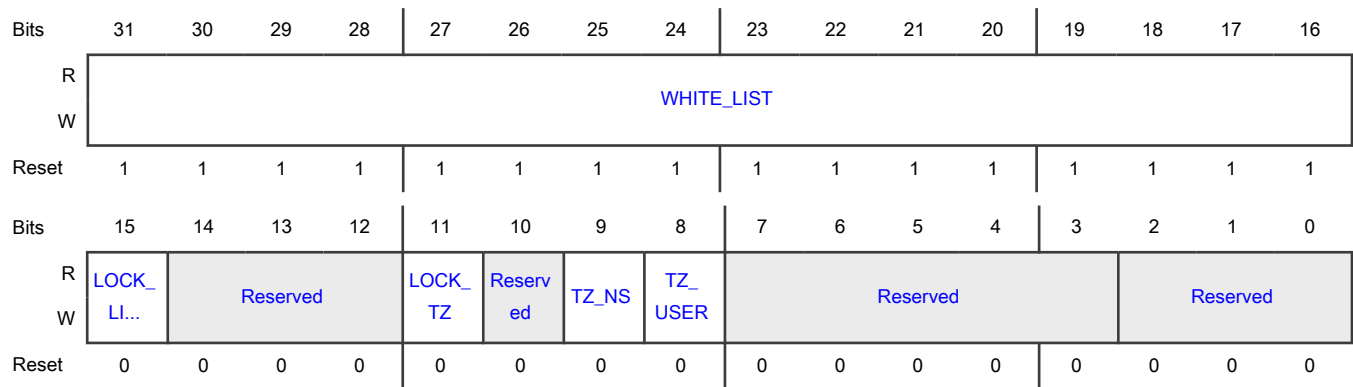 Bits 31 30 29 28 27 26 25 24 23 22 21 20 19 18 17 16
R
WHITE_LIST
W
Reset 1 1 1 1 1 1 1 1 1 1 1 1 1 1 1 1
Bits 15 14 13 12 11 10 9 8 7 6 5 4 3 2 1 0
R
LOCK_
LI...
Reserved
LOCK_
TZ
Reserv
ed
TZ_NS
TZ_
USER
Reserved
Reserved
W
Reset 0 0 0 0 0 0 0 0 0 0 0 0 0 0 0 0